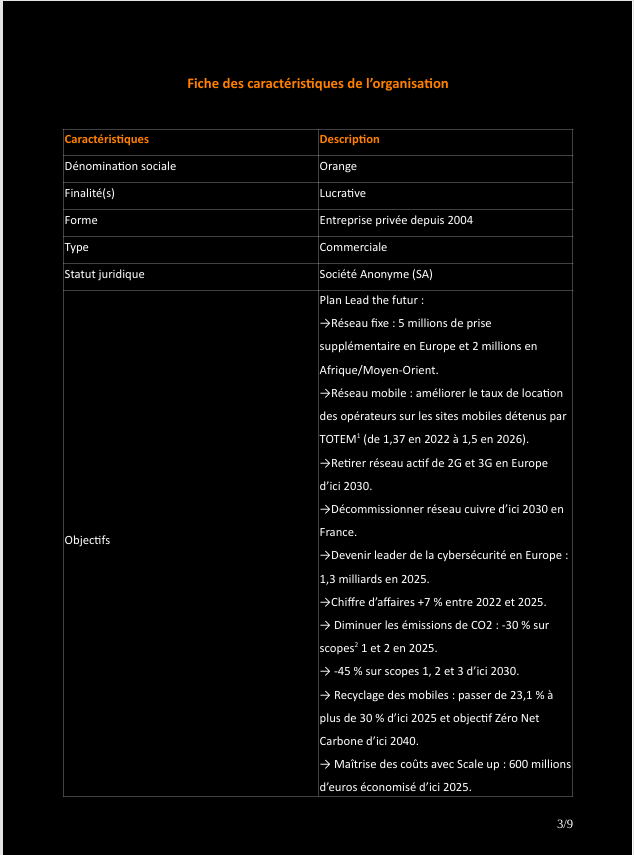 Fiche des caractéristiques de l’organisation
Caractéristiques Description
Dénomination sociale Orange
Finalité(s) Lucrative
Forme Entreprise privée depuis 2004
Type Commerciale
Statut juridique Société Anonyme (SA)
Objectifs
Plan Lead the futur :
→Réseau fixe : 5 millions de prise
supplémentaire en Europe et 2 millions en
Afrique/Moyen-Orient.
→Réseau mobile : améliorer le taux de location
des opérateurs sur les sites mobiles détenus par
TOTEM¹ (de 1,37 en 2022 à 1,5 en 2026).
→Retirer réseau actif de 2G et 3G en Europe
d’ici 2030.
→Décommissionner réseau cuivre d’ici 2030 en
France.
→Devenir leader de la cybersécurité en Europe :
1,3 milliards en 2025.
→Chiffre d’affaires +7 % entre 2022 et 2025.
→ Diminuer les émissions de CO2 : -30 % sur
scopes² 1 et 2 en 2025.
→ -45 % sur scopes 1, 2 et 3 d’ici 2030.
→ Recyclage des mobiles : passer de 23,1 % à
plus de 30 % d’ici 2025 et objectif Zéro Net
Carbone d’ici 2040.
→ Maîtrise des coûts avec Scale up : 600 millions
d’euros économisé d’ici 2025.
3/9